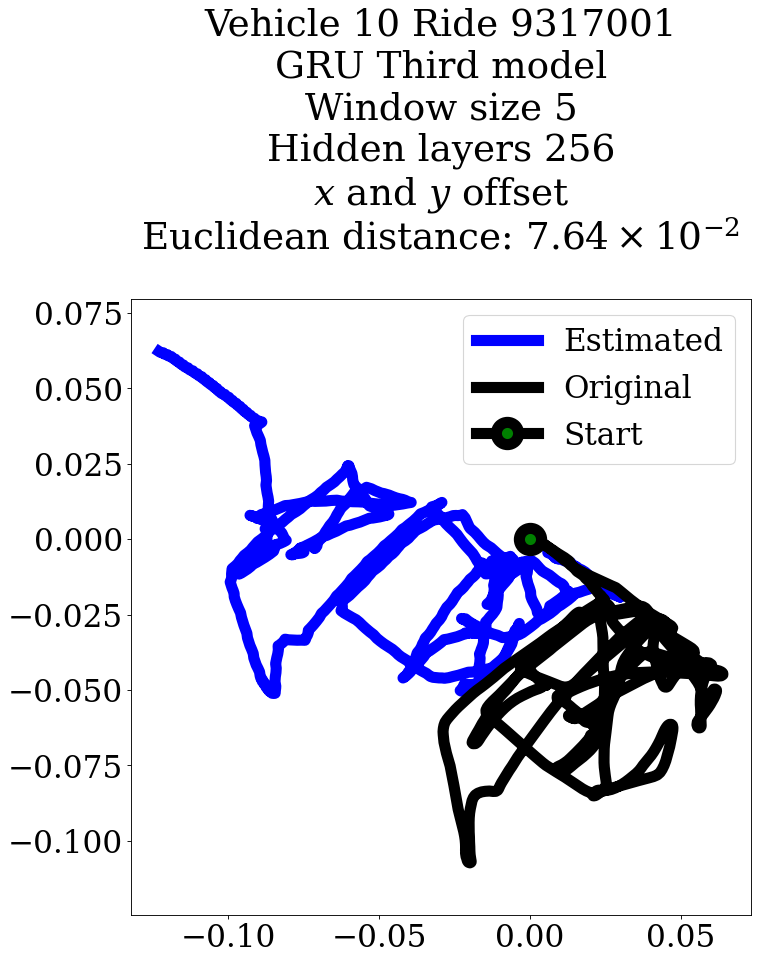 Vehicle 10 Ride 9317001
GRU Third model
Window size 5
Hidden layers 256
x and y offset
Euclidean distance: 7.64 × 10⁻²
Estimated
Original
Start
0.075
0.050
0.025
0.000
−0.025
−0.050
−0.075
−0.100
−0.10 −0.05 0.00 0.05